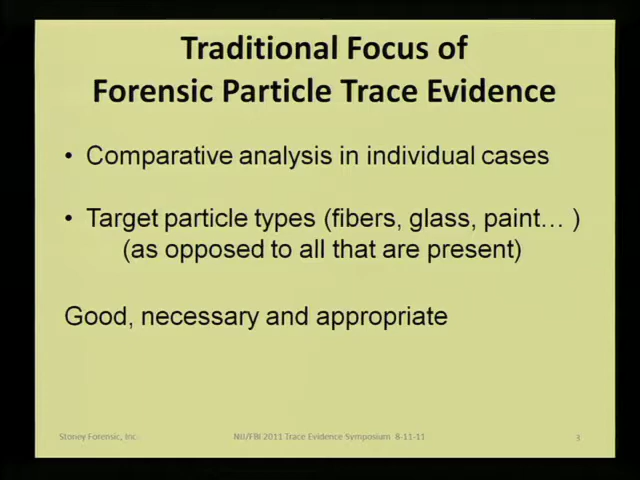 Traditional Focus of
Forensic Particle Trace Evidence
• Comparative analysis in individual cases
• Target particle types (fibers, glass, paint… )
(as opposed to all that are present)
Good, necessary and appropriate
Stoney Forensic, Inc. NIJ/FBI 2011 Trace Evidence Symposium 8-11-11 3